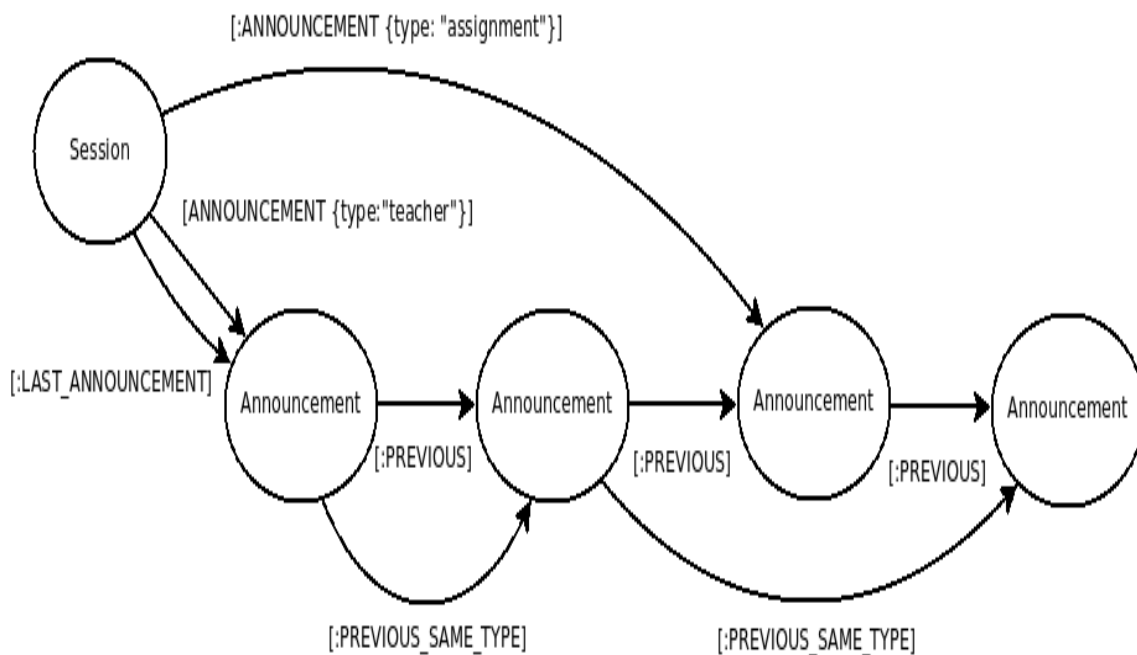 [:ANNOUNCEMENT {type: "assignment"}]
Session
[ANNOUNCEMENT {type:"teacher"}]
[:LAST_ANNOUNCEMENT]
Announcement
Announcement
Announcement
Announcement
[:PREVIOUS]
[:PREVIOUS]
[:PREVIOUS]
[:PREVIOUS_SAME_TYPE]
[:PREVIOUS_SAME_TYPE]